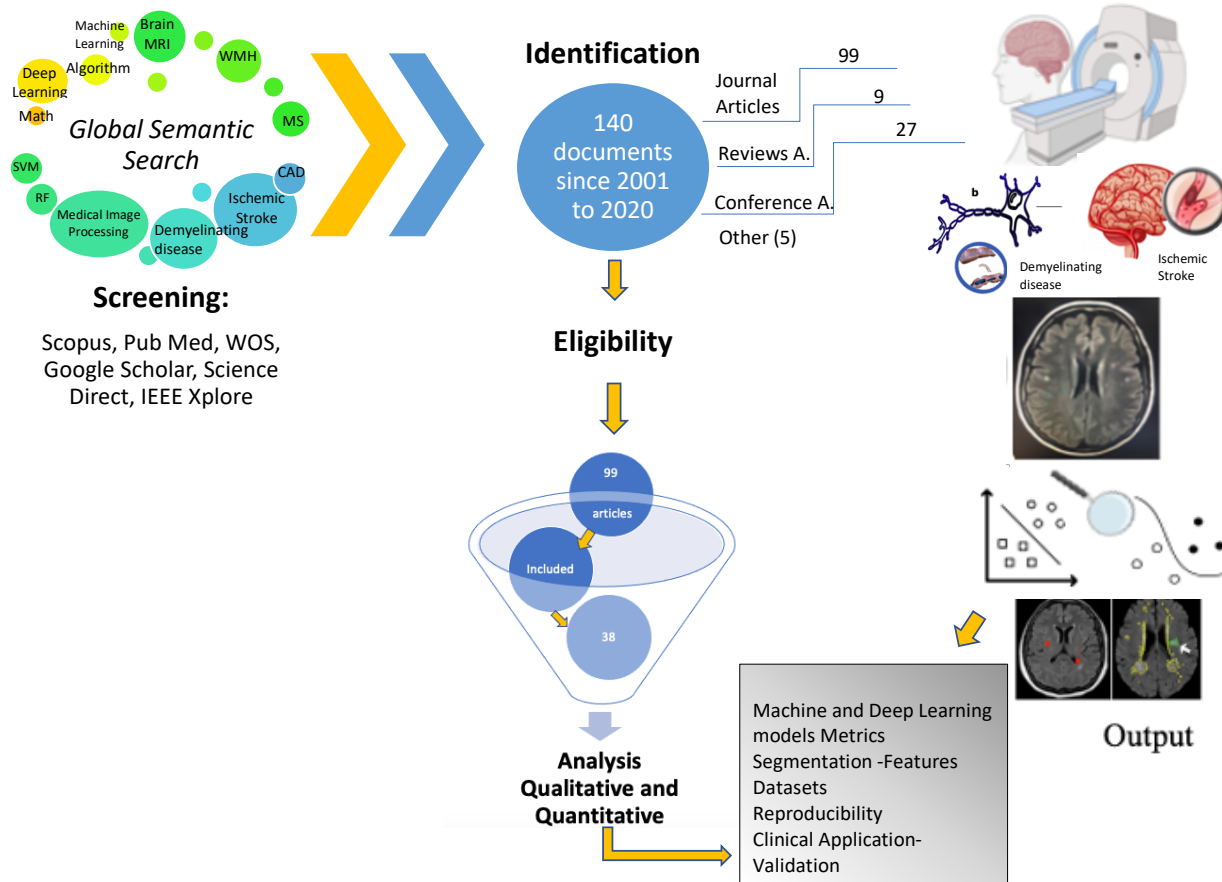 Machine
Learning
Brain
MRI
WMH
Algorithm
Deep
Learning
Math
MS
Global Semantic
Search
SVM
RF
CAD
Medical Image
Processing
Demyelinating
disease
Ischemic
Stroke
Screening:
Scopus, Pub Med, WOS,
Google Scholar, Science
Direct, IEEE Xplore
Identification
140
documents
since 2001
to 2020
Journal
Articles
99
Reviews A.
9
Conference A.
27
Other (5)
Eligibility
99
articles
Included
38
Analysis
Qualitative and
Quantitative
b
Demyelinating
disease
Ischemic
Stroke
Machine and Deep Learning
models Metrics
Segmentation -Features
Datasets
Reproducibility
Clinical Application-
Validation
Output